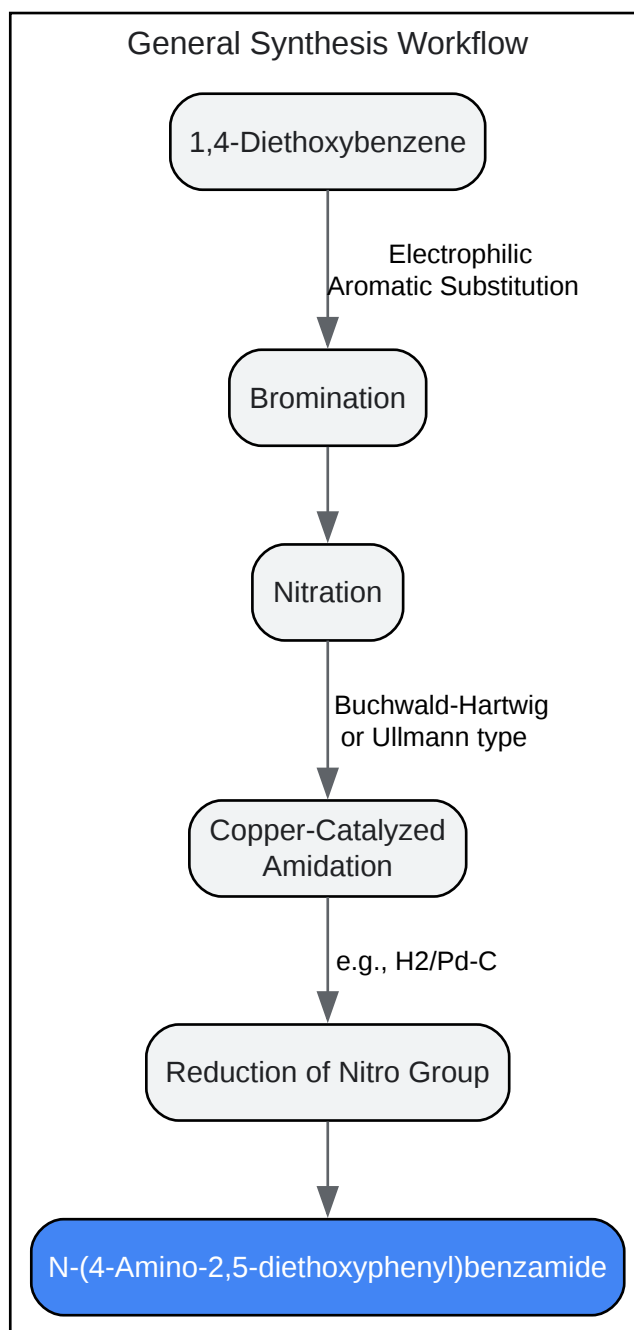 General Synthesis Workflow
1,4-Diethoxybenzene
Electrophilic
Aromatic Substitution
Bromination
Nitration
Buchwald-Hartwig
or Ullmann type
Copper-Catalyzed
Amidation
e.g., H2/Pd-C
Reduction of Nitro Group
N-(4-Amino-2,5-diethoxyphenyl)benzamide